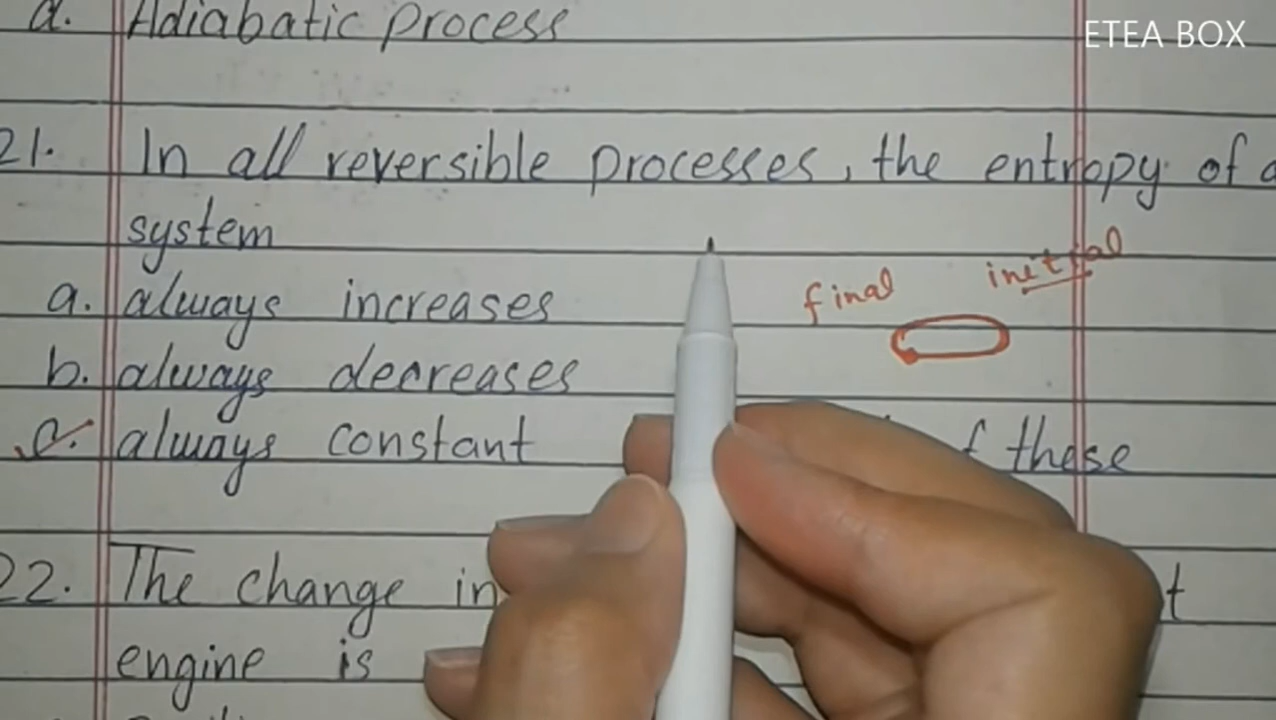 ETEA BOX
d. Adiabatic process
21. In all reversible processes, the entropy of a
system
a. always increases
final initial
b. always decreases
c. always constant of these
22. The change in
engine is